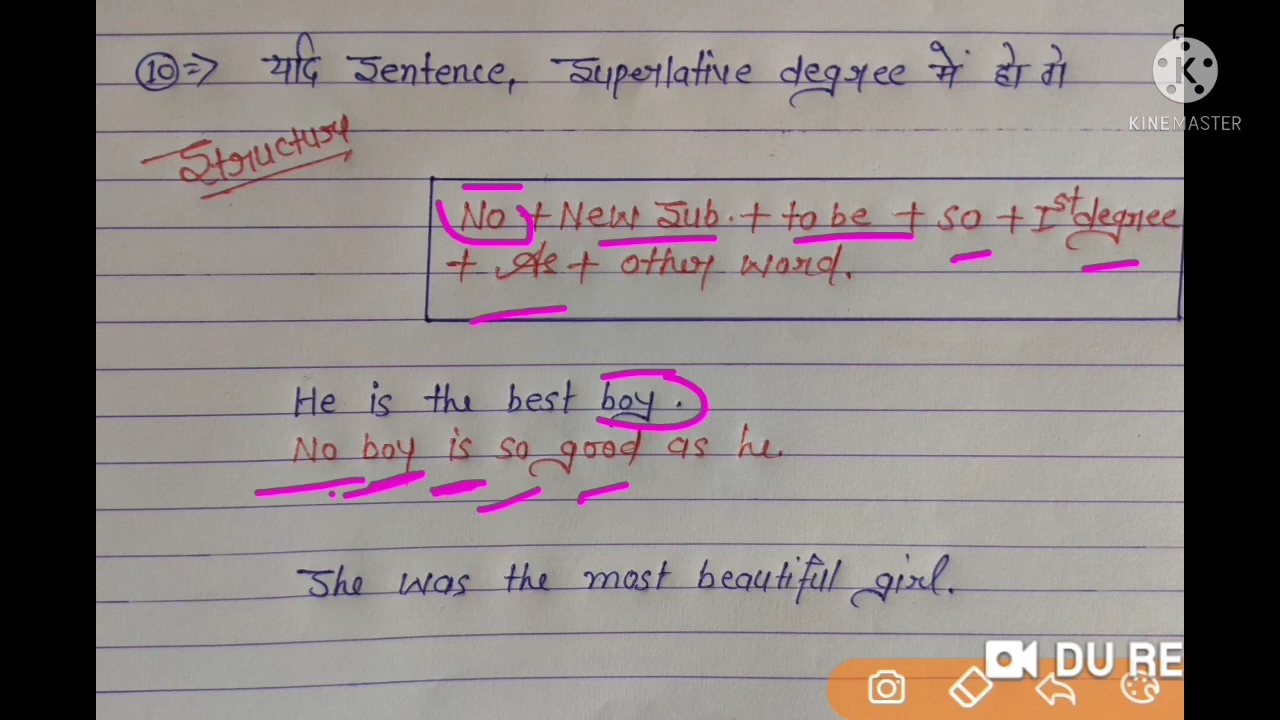 10 => यदि Sentence, Superlative degree में हो तो
Structure
No + New Sub. + to be + so + Ist degree
+ As + other word.
He is the best boy.
No boy is so good as he.
She was the most beautiful girl.
K
KINEMASTER
DU RE